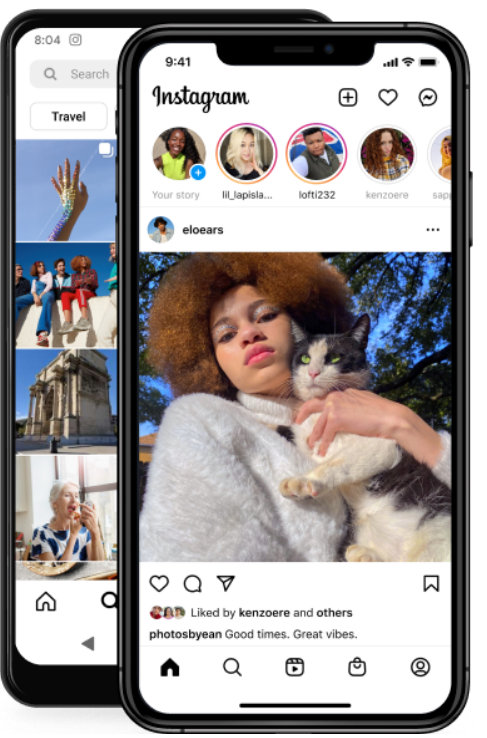 8:04
Search
Travel
9:41
Instagram
Your story
lil_lapisla...
lofti232
kenzoere
sapp
eloears
Liked by kenzoere and others
photosbyean Good times. Great vibes.